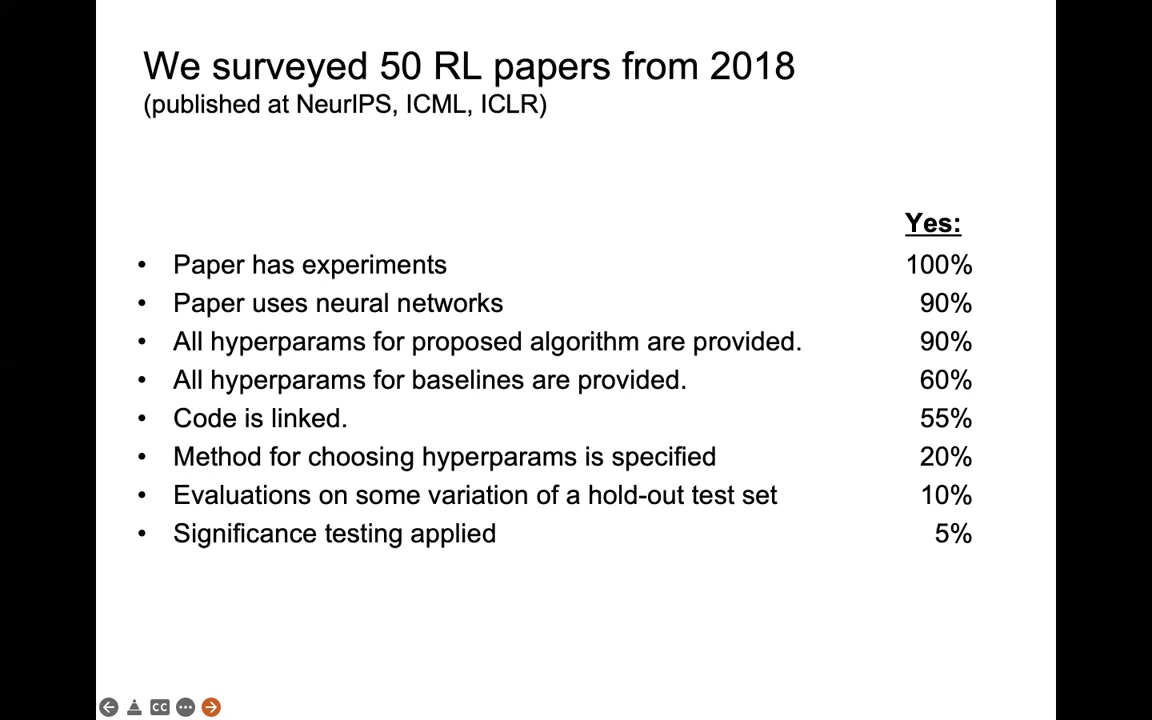 We surveyed 50 RL papers from 2018
(published at NeurIPS, ICML, ICLR)
Yes:
• Paper has experiments 100%
• Paper uses neural networks 90%
• All hyperparams for proposed algorithm are provided. 90%
• All hyperparams for baselines are provided. 60%
• Code is linked. 55%
• Method for choosing hyperparams is specified 20%
• Evaluations on some variation of a hold-out test set 10%
• Significance testing applied 5%
CC